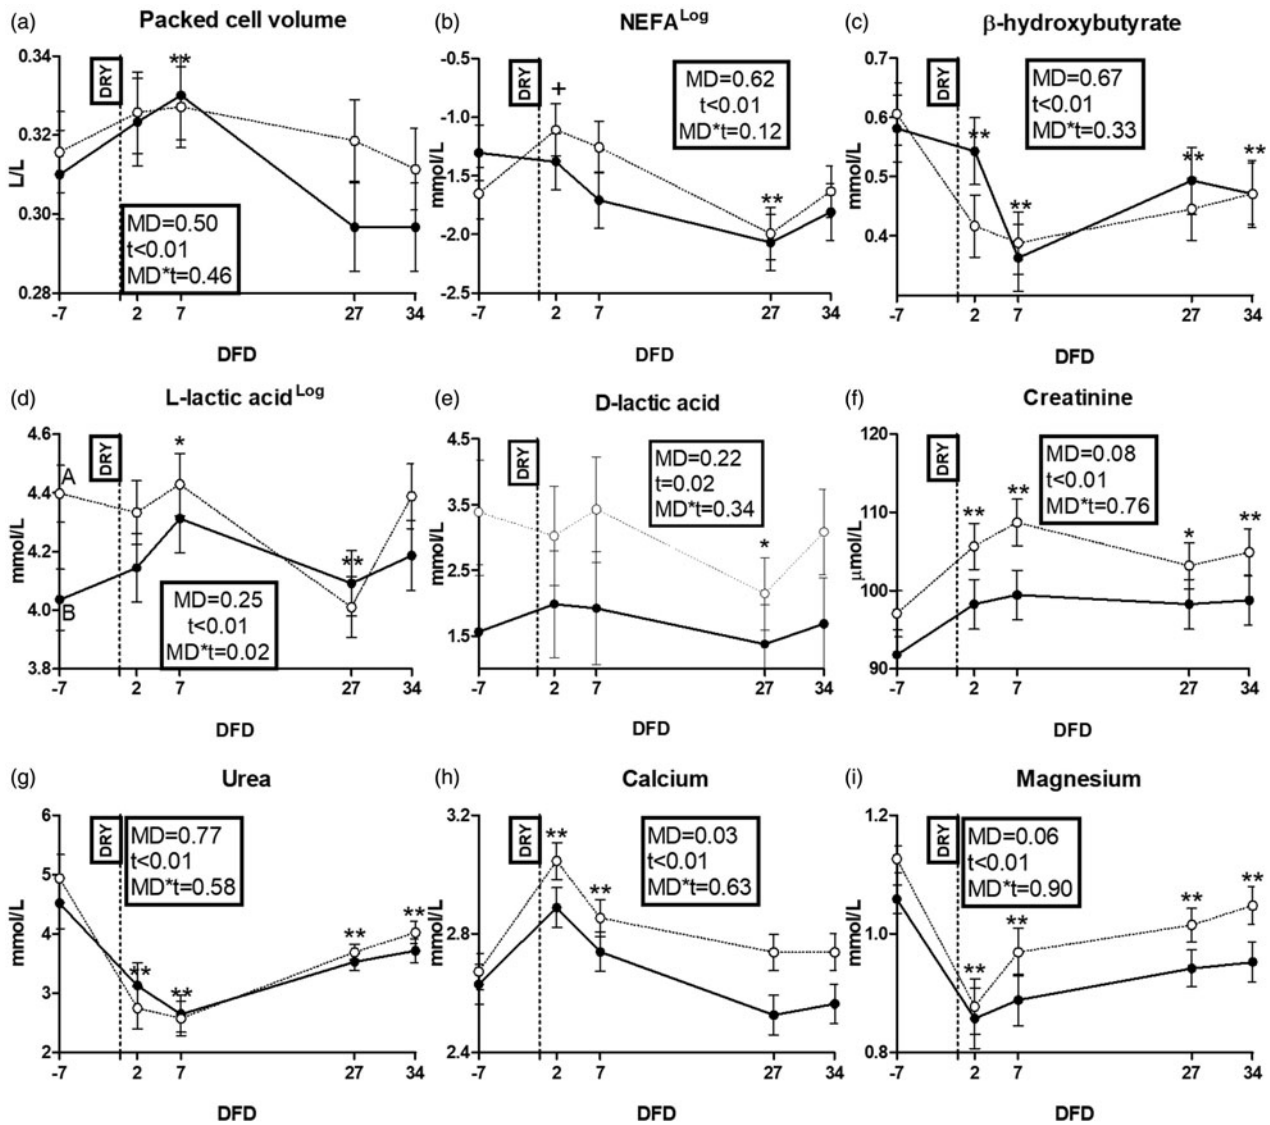 (a) Packed cell volume
0.34
0.32
0.30
0.28
L/L
DRY
**
MD=0.50
t<0.01
MD*t=0.46
-7 2 7 27 34
DFD
(b) NEFA^Log
-0.5
-1.0
-1.5
-2.0
-2.5
mmol/L
DRY
+
MD=0.62
t<0.01
MD*t=0.12
**
-7 2 7 27 34
DFD
(c) β-hydroxybutyrate
0.7
0.6
0.5
0.4
mmol/L
DRY
MD=0.67
t<0.01
MD*t=0.33
** ** ** **
-7 2 7 27 34
DFD
(d) L-lactic acid^Log
4.6
4.4
4.2
4.0
3.8
mmol/L
A
B
DRY
* **
MD=0.25
t<0.01
MD*t=0.02
-7 2 7 27 34
DFD
(e) D-lactic acid
4.5
3.5
2.5
1.5
mmol/L
DRY
MD=0.22
t=0.02
MD*t=0.34
*
-7 2 7 27 34
DFD
(f) Creatinine
120
110
100
90
μmol/L
DRY
MD=0.08
t<0.01
MD*t=0.76
** ** * **
-7 2 7 27 34
DFD
(g) Urea
6
5
4
3
2
mmol/L
DRY
MD=0.77
t<0.01
MD*t=0.58
** ** ** **
-7 2 7 27 34
DFD
(h) Calcium
3.2
2.8
2.4
mmol/L
DRY
MD=0.03
t<0.01
MD*t=0.63
** **
-7 2 7 27 34
DFD
(i) Magnesium
1.2
1.0
0.8
mmol/L
DRY
MD=0.06
t<0.01
MD*t=0.90
** ** ** **
-7 2 7 27 34
DFD